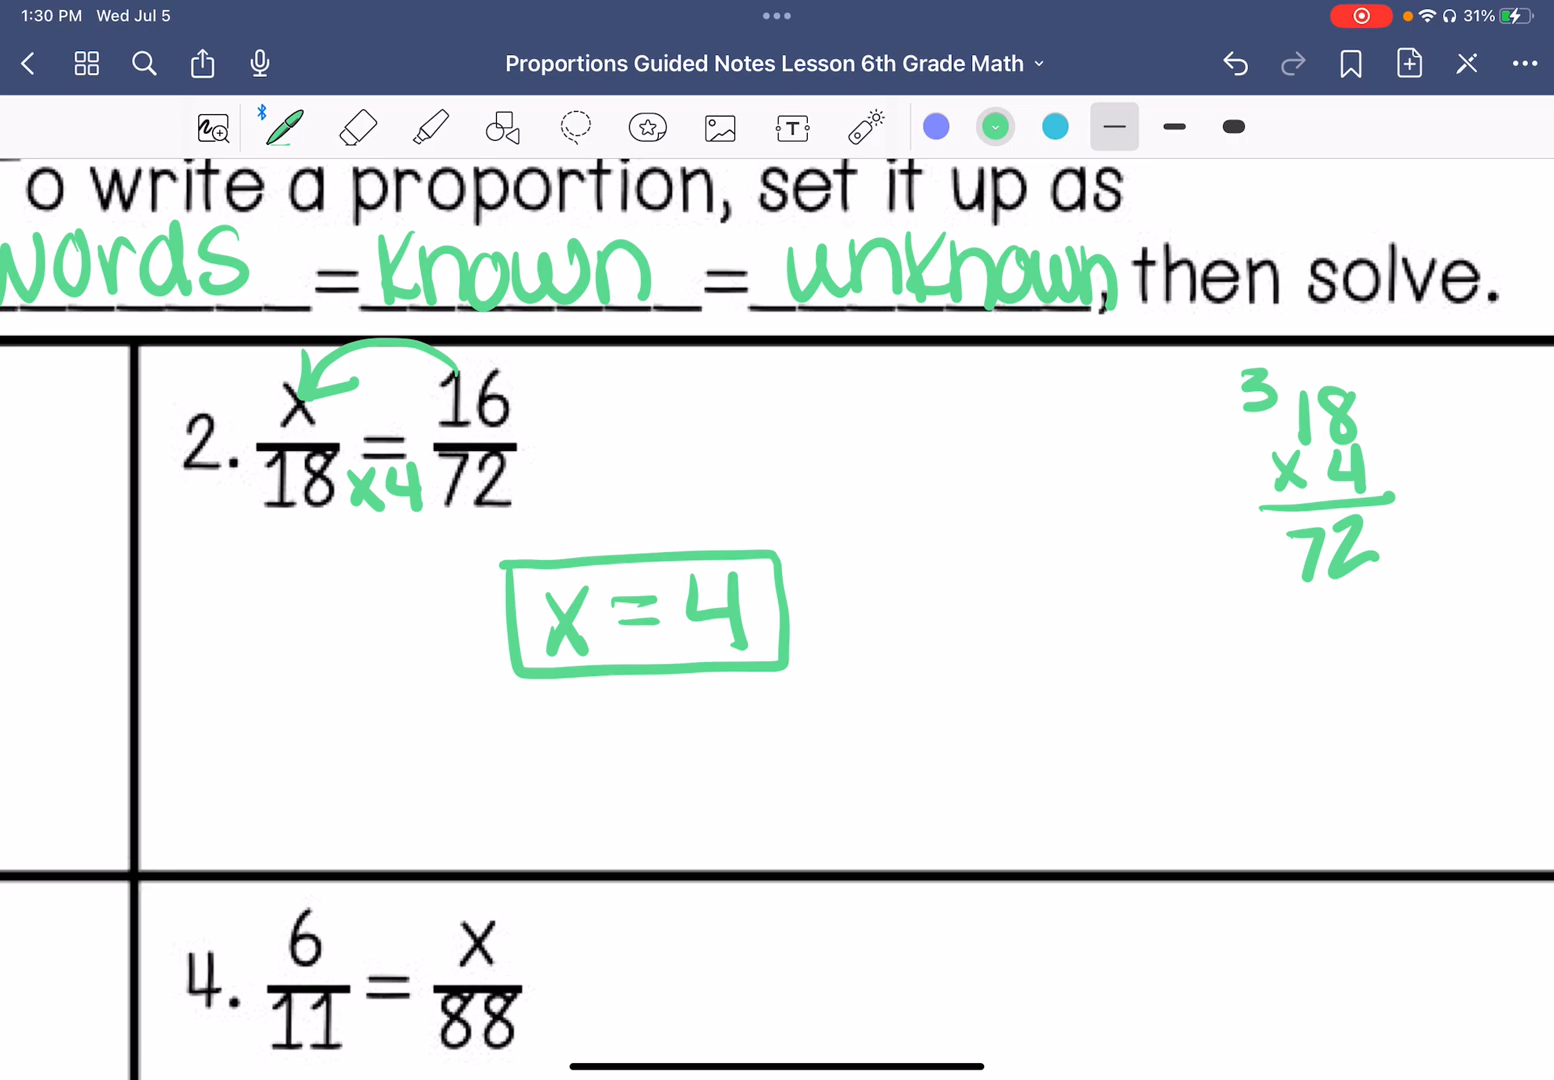 1:30 PM Wed Jul 5
31%
Proportions Guided Notes Lesson 6th Grade Math
T
o write a proportion, set it up as
words = known = unknown, then solve.
2. x/18 = 16/72
x4
3
18
x 4
72
x = 4
4. 6/11 = x/88